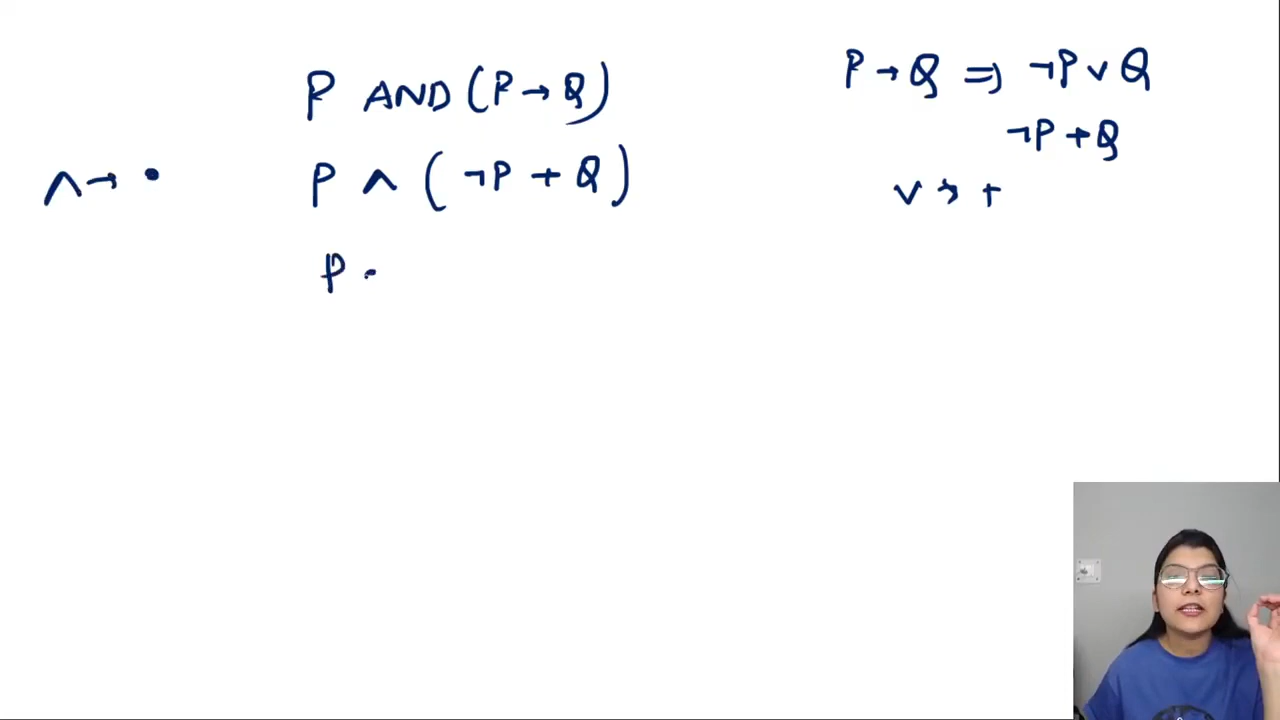 P AND (P → Q)
P → Q ⇒ ¬P ∨ Q
¬P + Q
∧ → •
P ∧ (¬P + Q)
∨ → +
P •